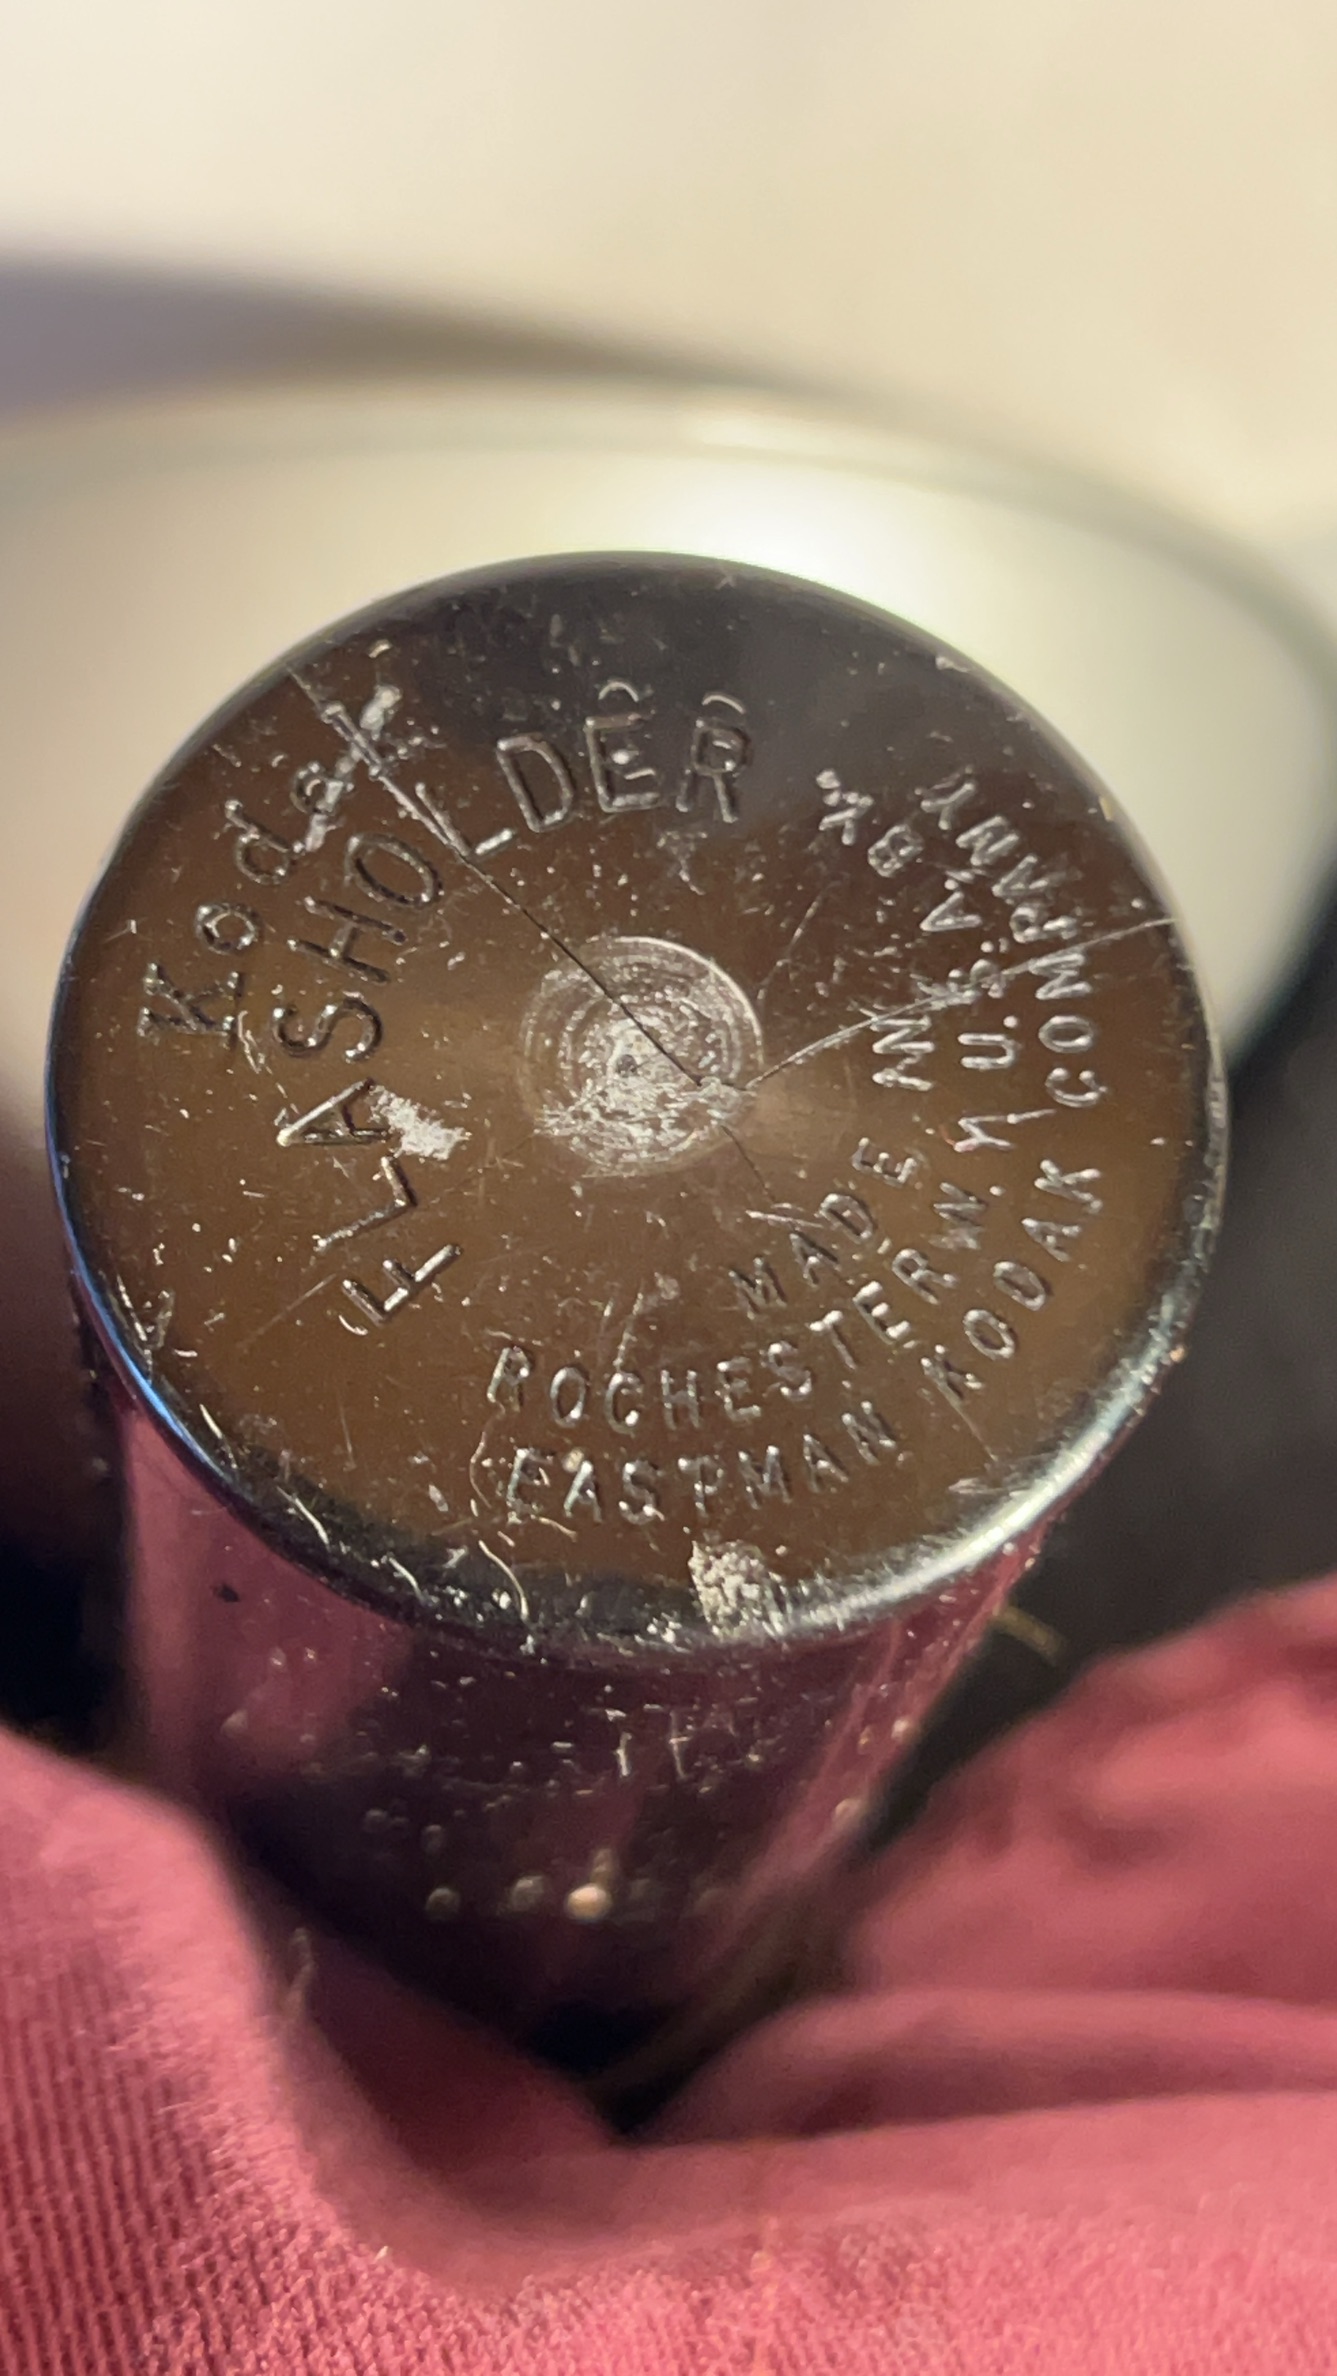 Kodak
FLASHOLDER
MADE IN U.S.A. BY
ROCHESTER, N.Y.
EASTMAN KODAK COMPANY